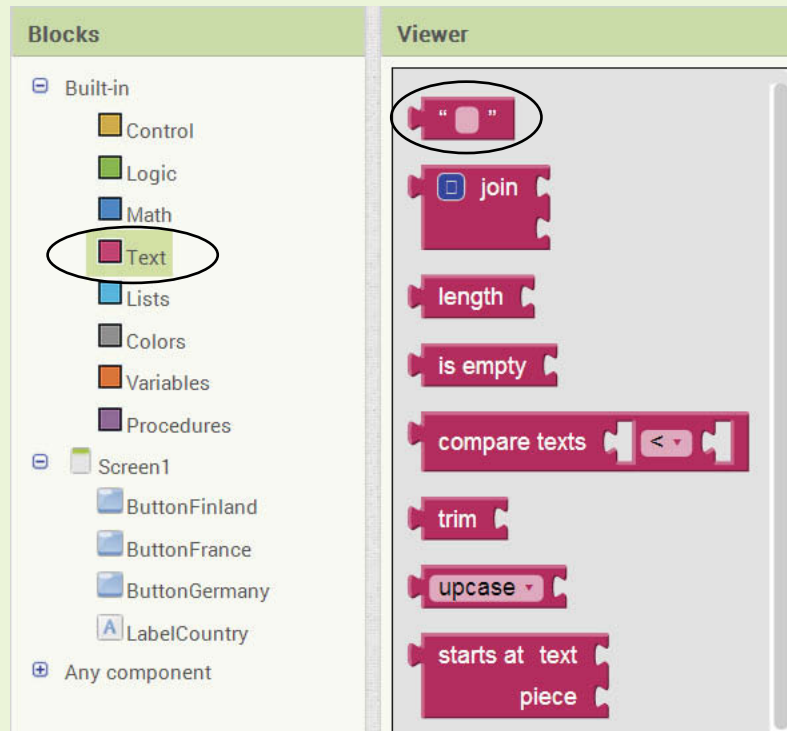 Blocks
Built-in
Control
Logic
Math
Text
Lists
Colors
Variables
Procedures
Screen1
ButtonFinland
ButtonFrance
ButtonGermany
A LabelCountry
Any component
Viewer
“ ”
join
length
is empty
compare texts <
trim
upcase
starts at text
piece